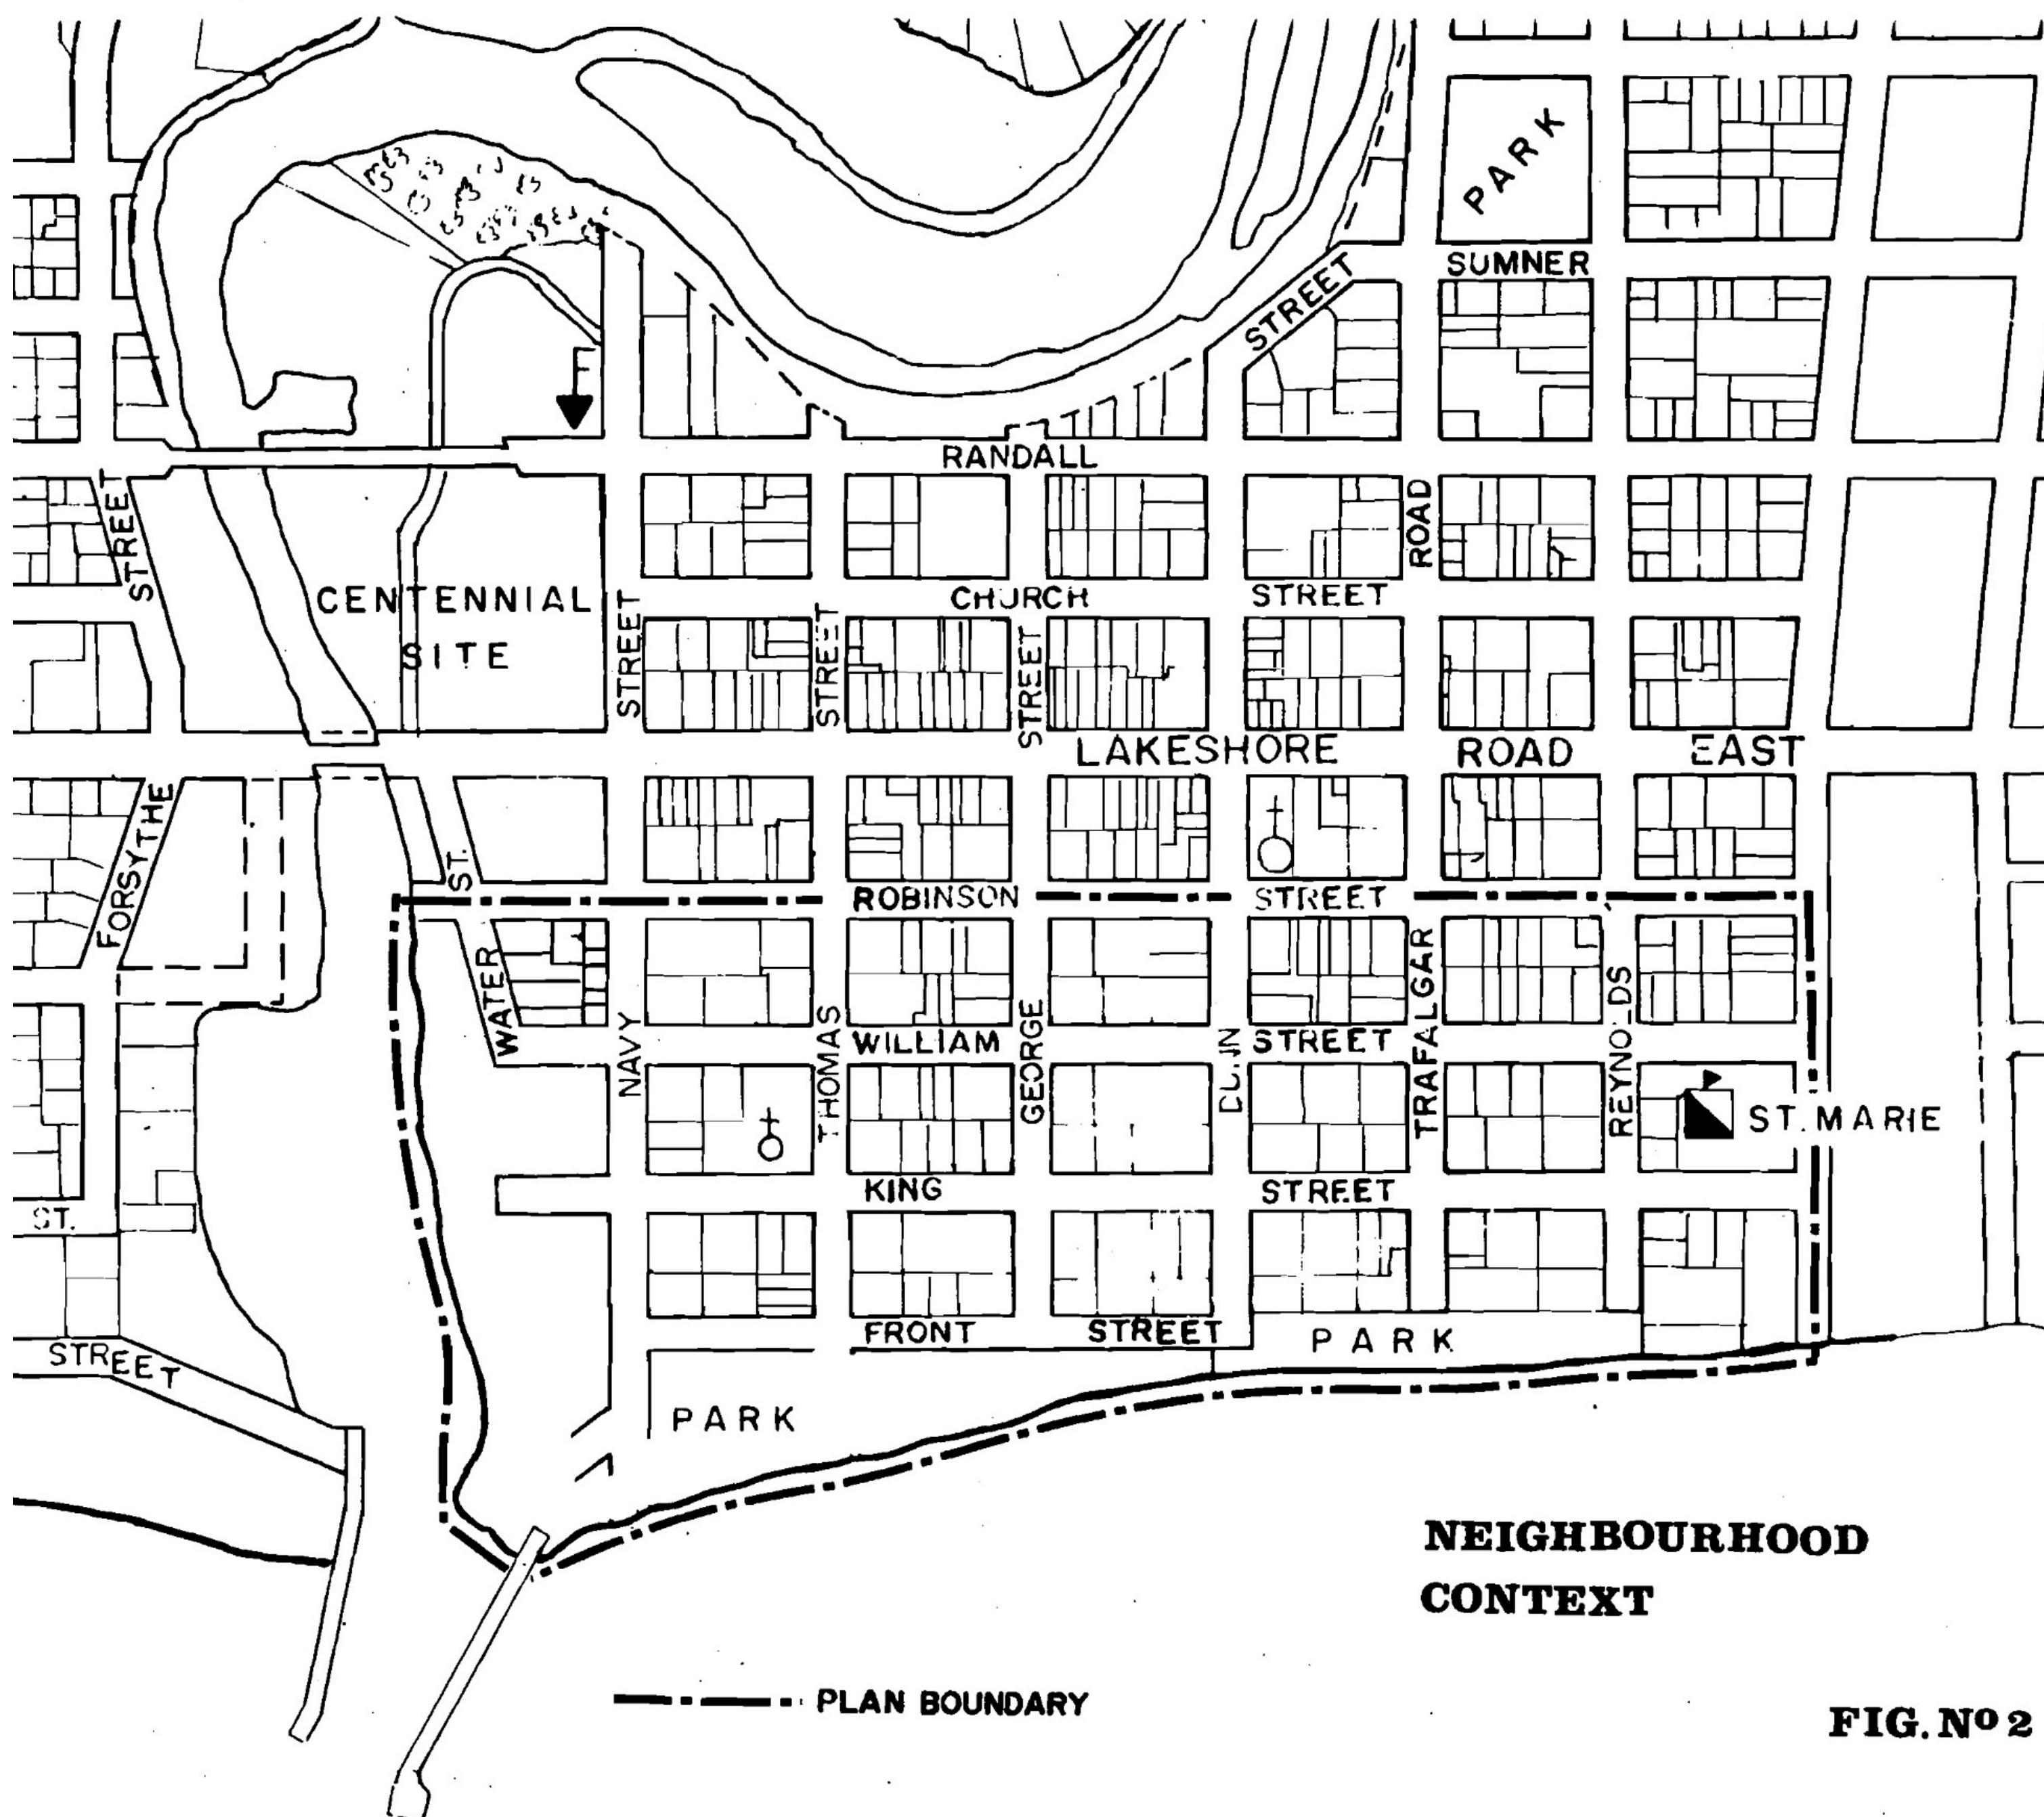 PARK
SUMNER
STREET
F
RANDALL
STREET
ROAD
CENTENNIAL
SITE
CHURCH STREET
STREET
STREET
STREET
LAKESHORE ROAD EAST
FORSYTHE
ST.
ROBINSON STREET
WATER
NAVY
THOMAS
WILLIAM STREET
GEORGE
TRAFALGAR
REYNOLDS
ST. MARIE
KING STREET
ST.
FRONT STREET
PARK
STREET
PARK
NEIGHBOURHOOD
CONTEXT
PLAN BOUNDARY
FIG. No 2